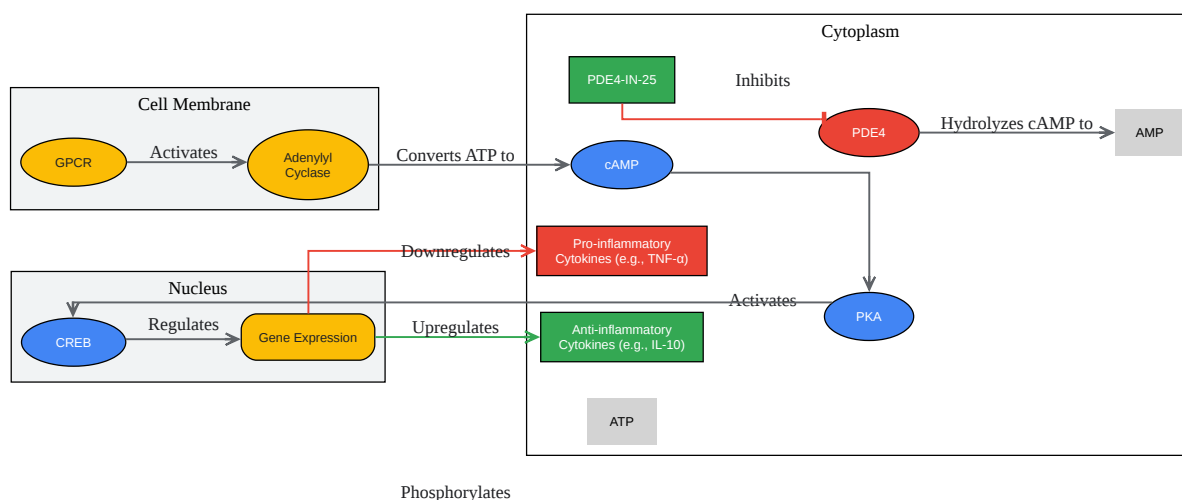 Cytoplasm
PDE4-IN-25
Inhibits
Cell Membrane
PDE4
Hydrolyzes cAMP to
AMP
GPCR
Activates
Adenylyl
Cyclase
Converts ATP to
cAMP
Downregulates
Pro-inflammatory
Cytokines (e.g., TNF-α)
Nucleus
Activates
PKA
CREB
Regulates
Gene Expression
Upregulates
Anti-inflammatory
Cytokines (e.g., IL-10)
ATP
Phosphorylates